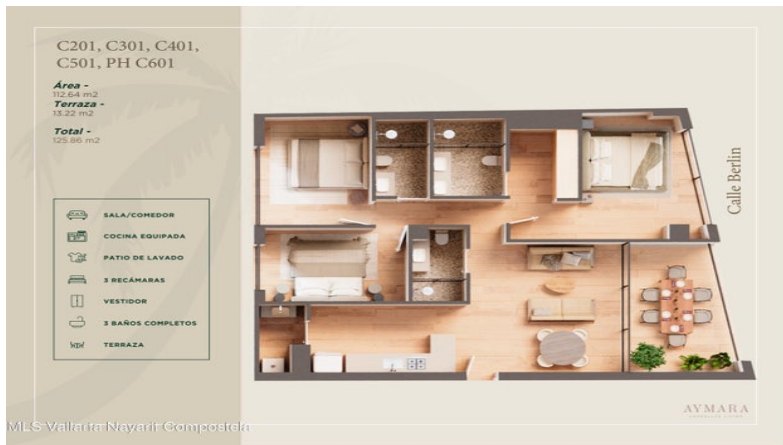 C201, C301, C401,
C501, PH C601
Área -
112.64 m2
Terraza -
13.22 m2
Total -
125.86 m2
SALA/COMEDOR
COCINA EQUIPADA
PATIO DE LAVADO
3 RECÁMARAS
VESTIDOR
3 BAÑOS COMPLETOS
TERRAZA
Calle Berlin
AYMARA
MLS Vallarta Nayarit Compostela